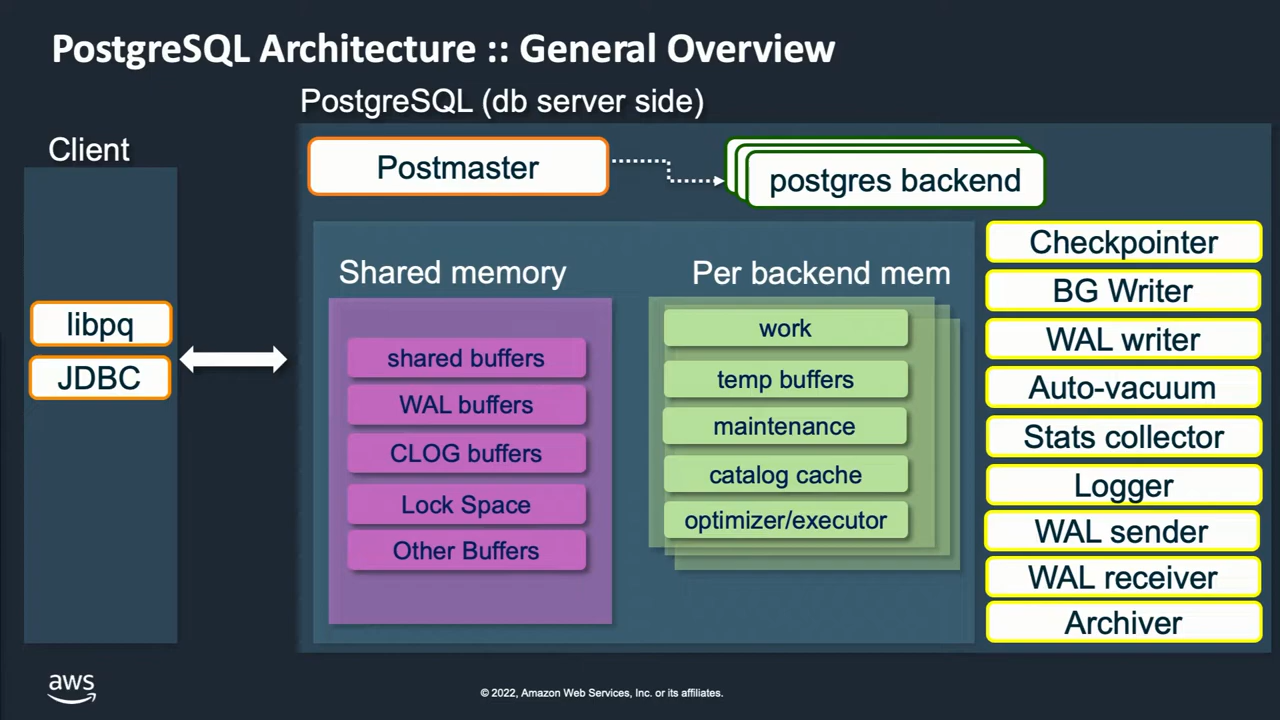 PostgreSQL Architecture :: General Overview
PostgreSQL (db server side)
Client
libpq
JDBC
Postmaster
postgres backend
Shared memory
shared buffers
WAL buffers
CLOG buffers
Lock Space
Other Buffers
Per backend mem
work
temp buffers
maintenance
catalog cache
optimizer/executor
Checkpointer
BG Writer
WAL writer
Auto-vacuum
Stats collector
Logger
WAL sender
WAL receiver
Archiver
aws
© 2022, Amazon Web Services, Inc. or its affiliates.